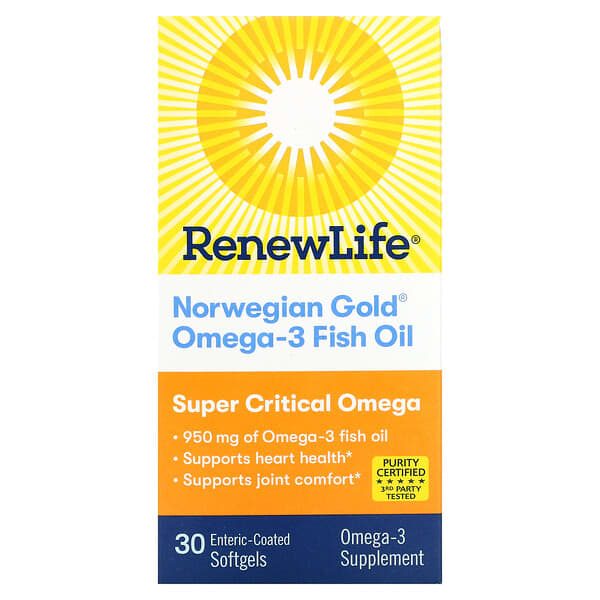 RenewLife®
Norwegian Gold®
Omega-3 Fish Oil
Super Critical Omega
• 950 mg of Omega-3 fish oil
• Supports heart health*
• Supports joint comfort*
PURITY
CERTIFIED
★★★★★
3RD PARTY
TESTED
30 Enteric-Coated
Softgels
Omega-3
Supplement